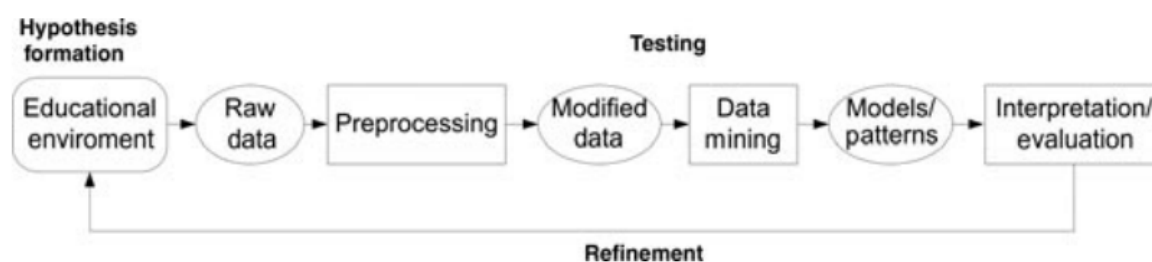 Hypothesis
formation
Testing
Educational
enviroment
Raw
data
Preprocessing
Modified
data
Data
mining
Models/
patterns
Interpretation/
evaluation
Refinement